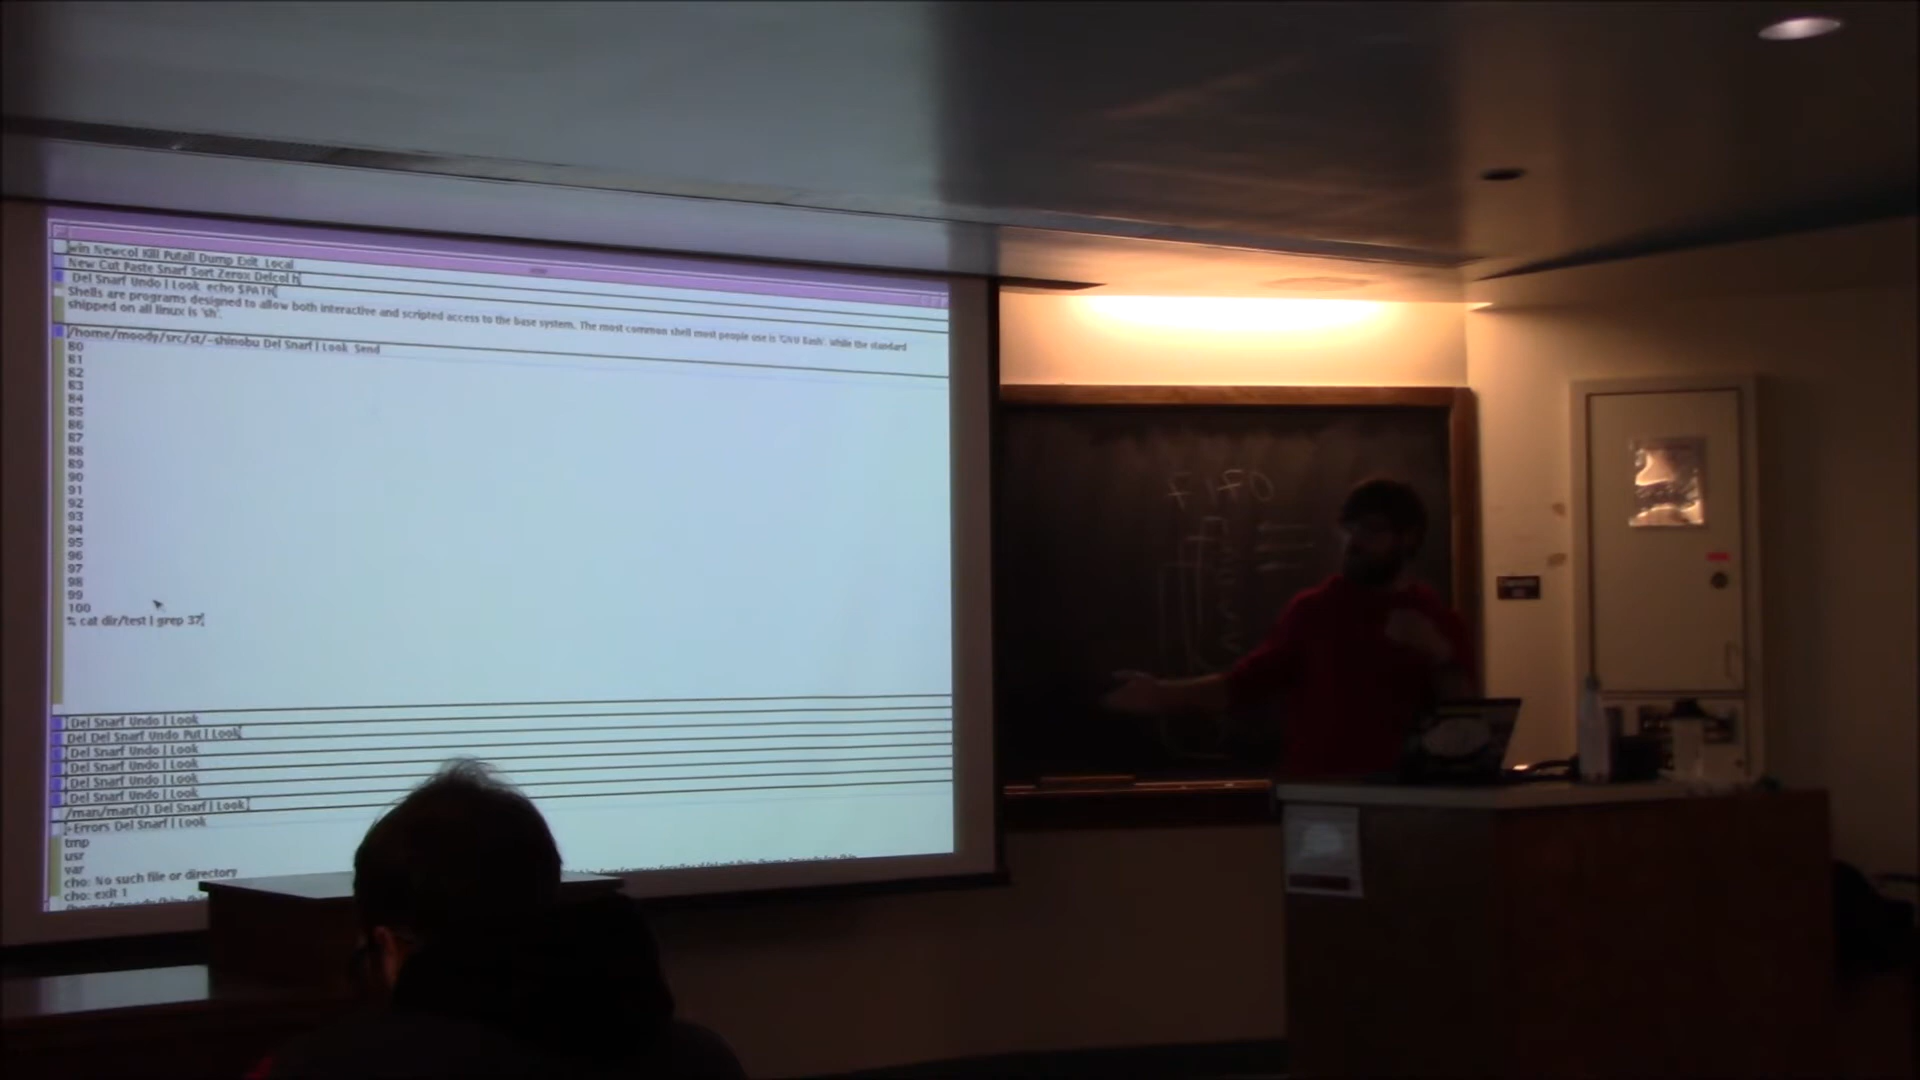 win Newcol Kill Putall Dump Exit Local
New Cut Paste Snarf Sort Zerox Delcol h
Del Snarf Undo | Look echo $PATH
Shells are programs designed to allow both interactive and scripted access to the base system. The most common shell most people use is 'GNU Bash'. while the standard
shipped on all linux is 'sh'.
/home/moody/src/st/-shinobu Del Snarf | Look Send
80
81
82
83
84
85
86
87
88
89
90
91
92
93
94
95
96
97
98
99
100
% cat dir/test | grep 37
Del Snarf Undo | Look
Del Del Snarf Undo Put | Look
Del Snarf Undo | Look
Del Snarf Undo | Look
Del Snarf Undo | Look
Del Snarf Undo | Look
/man/man(1) Del Snarf | Look
+Errors Del Snarf | Look
tmp
usr
var
cho: No such file or directory
cho: exit 1